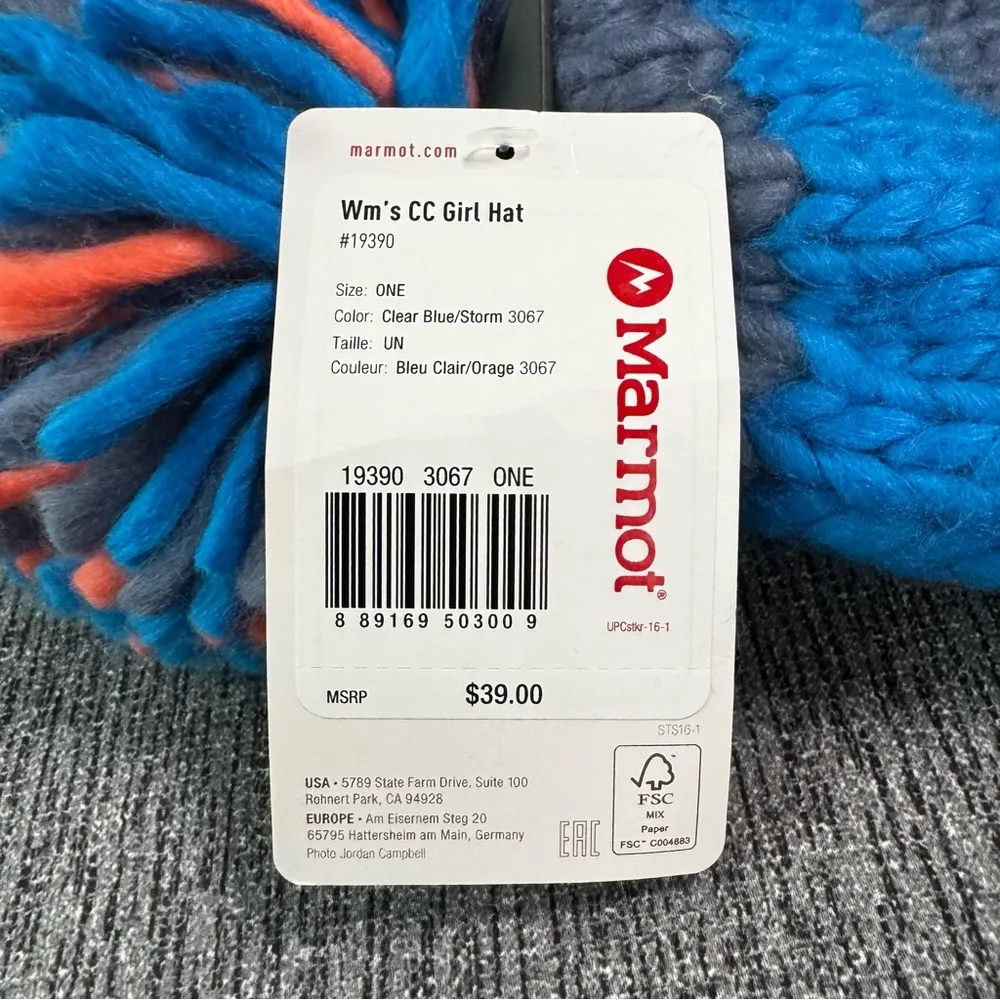 marmot.com
Wm's CC Girl Hat
#19390
Size: ONE
Color: Clear Blue/Storm 3067
Taille: UN
Couleur: Bleu Clair/Orage 3067
Marmot®
19390 3067 ONE
8 89169 50300 9
UPCstkr-16-1
MSRP $39.00
STS16-1
USA • 5789 State Farm Drive, Suite 100
Rohnert Park, CA 94928
EUROPE • Am Eisernem Steg 20
65795 Hattersheim am Main, Germany
Photo Jordan Campbell
EAC
FSC
MIX
Paper
FSC™ C004883